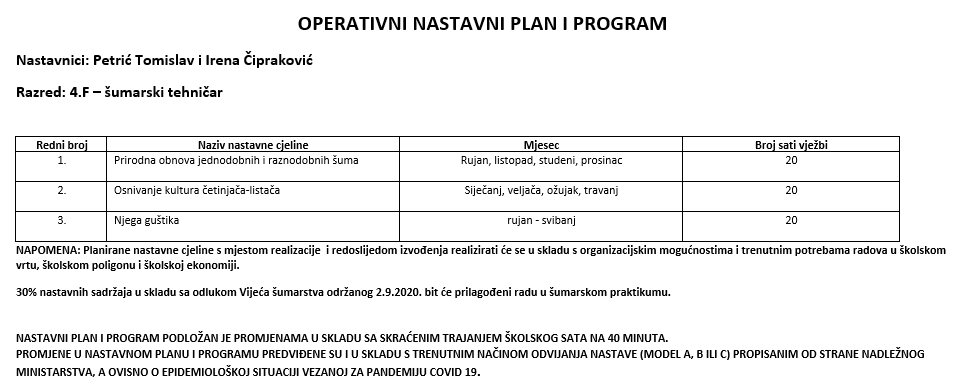 OPERATIVNI NASTAVNI PLAN I PROGRAM
Nastavnici: Petrić Tomislav i Irena Čipraković
Razred: 4.F – šumarski tehničar
Redni broj Naziv nastavne cjeline Mjesec Broj sati vježbi
1. Prirodna obnova jednodobnih i raznodobnih šuma Rujan, listopad, studeni, prosinac 20
2. Osnivanje kultura četinjača-listača Siječanj, veljača, ožujak, travanj 20
3. Njega guštika rujan - svibanj 20
NAPOMENA: Planirane nastavne cjeline s mjestom realizacije i redoslijedom izvođenja realizirati će se u skladu s organizacijskim mogućnostima i trenutnim potrebama radova u školskom
vrtu, školskom poligonu i školskoj ekonomiji.
30% nastavnih sadržaja u skladu sa odlukom Vijeća šumarstva održanog 2.9.2020. bit će prilagođeni radu u šumarskom praktikumu.
NASTAVNI PLAN I PROGRAM PODLOŽAN JE PROMJENAMA U SKLADU SA SKRAĆENIM TRAJANJEM ŠKOLSKOG SATA NA 40 MINUTA.
PROMJENE U NASTAVNOM PLANU I PROGRAMU PREDVIĐENE SU I U SKLADU S TRENUTNIM NAČINOM ODVIJANJA NASTAVE (MODEL A, B ILI C) PROPISANIM OD STRANE NADLEŽNOG
MINISTARSTVA, A OVISNO O EPIDEMIOLOŠKOJ SITUACIJI VEZANOJ ZA PANDEMIJU COVID 19.